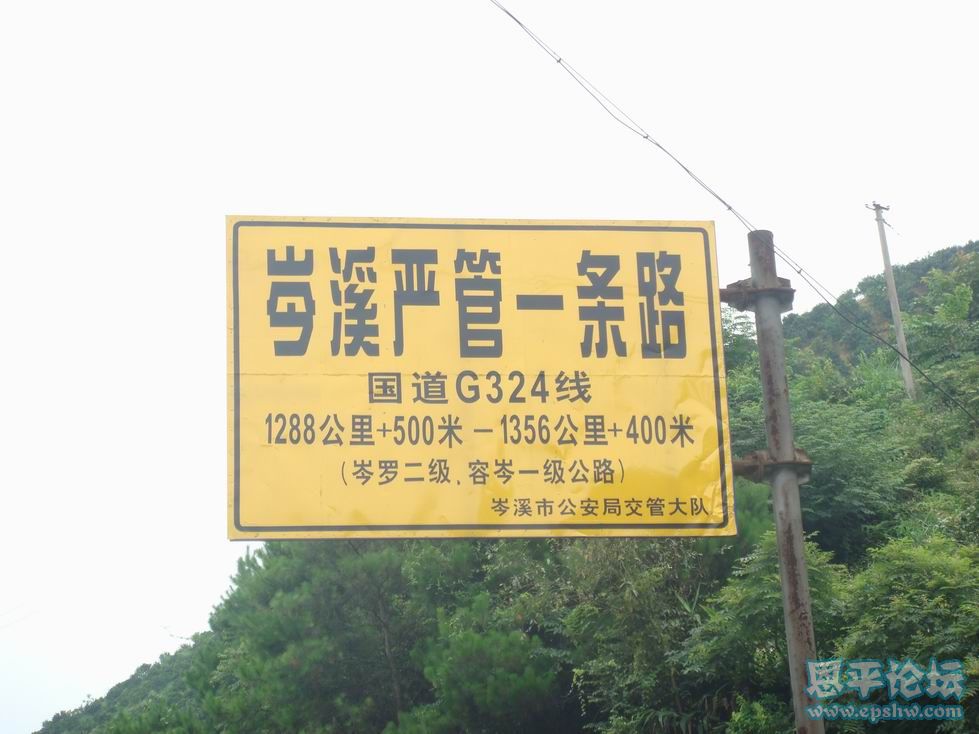 岑溪严管一条路
国道G324线
1288公里+500米－1356公里+400米
(岑罗二级、容岑一级公路)
岑溪市公安局交管大队
恩平论坛
www.epshw.com